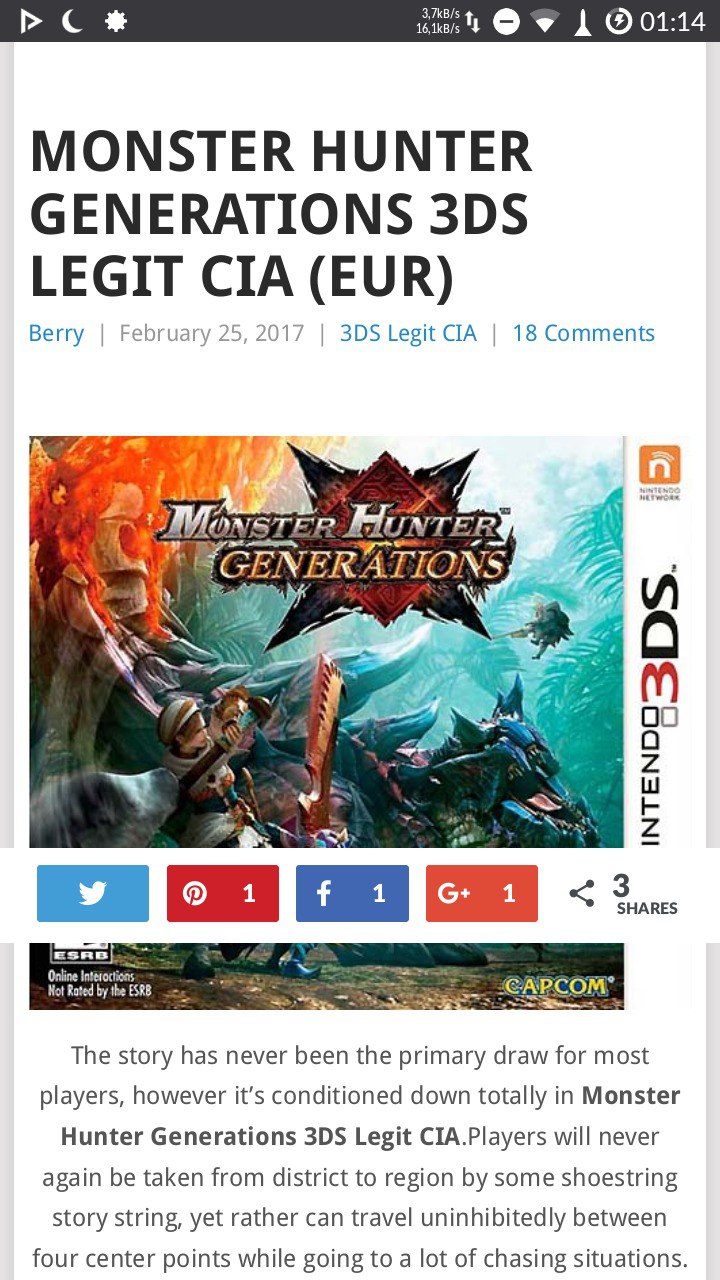 3,7kB/s
16,1kB/s
01:14
MONSTER HUNTER
GENERATIONS 3DS
LEGIT CIA (EUR)
Berry | February 25, 2017 | 3DS Legit CIA | 18 Comments
MONSTER HUNTER™
GENERATIONS
NINTENDO
NETWORK
NINTENDO 3DS™
1
1
G+ 1
3
SHARES
ESRB
Online Interactions
Not Rated by the ESRB
CAPCOM®
The story has never been the primary draw for most
players, however it’s conditioned down totally in Monster
Hunter Generations 3DS Legit CIA.Players will never
again be taken from district to region by some shoestring
story string, yet rather can travel uninhibitedly between
four center points while going to a lot of chasing situations.